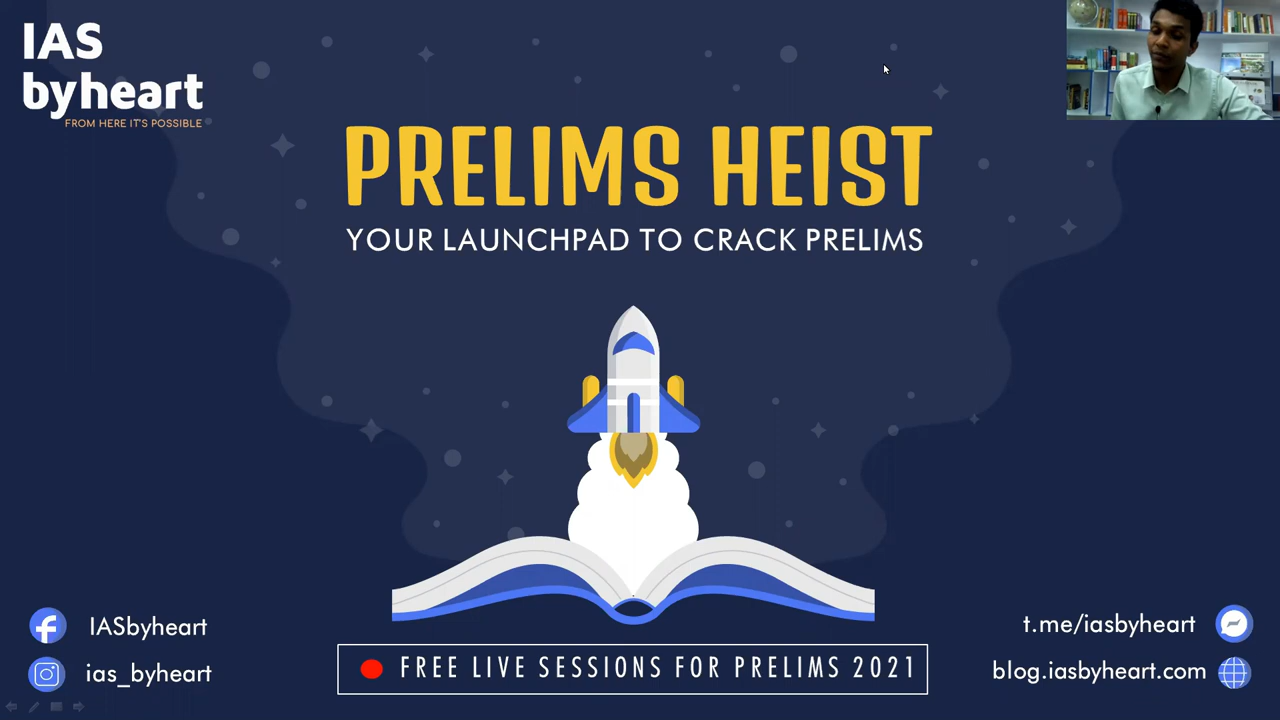 IAS
byheart
FROM HERE IT'S POSSIBLE
PRELIMS HEIST
YOUR LAUNCHPAD TO CRACK PRELIMS
IASbyheart
ias_byheart
FREE LIVE SESSIONS FOR PRELIMS 2021
t.me/iasbyheart
blog.iasbyheart.com